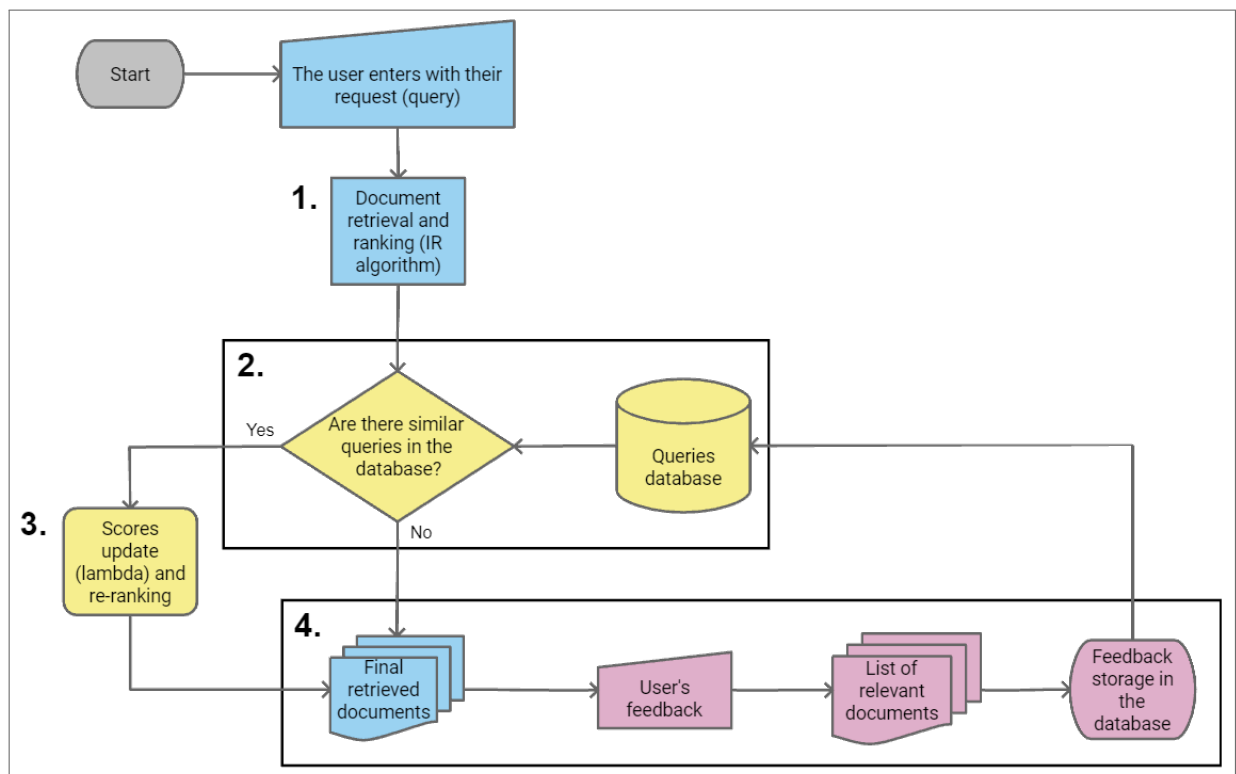 Start
The user enters with their
request (query)
1.
Document
retrieval and
ranking (IR
algorithm)
2.
Are there similar
queries in the
database?
Yes
No
Queries
database
3.
Scores
update
(lambda) and
re-ranking
4.
Final
retrieved
documents
User's
feedback
List of
relevant
documents
Feedback
storage in
the
database